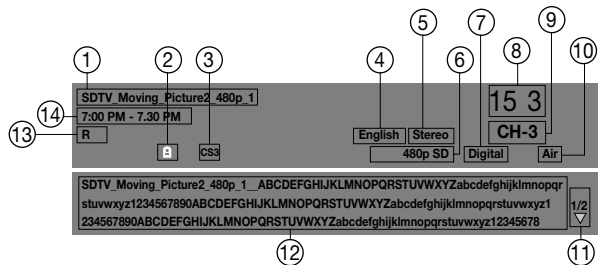 ① ② ③ ④ ⑤ ⑥ ⑦ ⑧ ⑨ ⑩
SDTV_Moving_Picture2_480p_1
15 3
⑭ 7:00 PM - 7.30 PM
⑬ R
English Stereo CH-3
CS3 480p SD Digital Air
SDTV_Moving_Picture2_480p_1__ABCDEFGHIJKLMNOPQRSTUVWXYZabcdefghijklmnopqr
stuvwxyz1234567890ABCDEFGHIJKLMNOPQRSTUVWXYZabcdefghijklmnopqrstuvwxyz1
234567890ABCDEFGHIJKLMNOPQRSTUVWXYZabcdefghijklmnopqrstuvwxyz12345678
1/2
⑫ ⑪